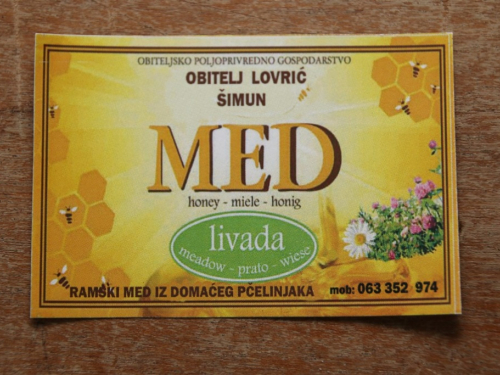 OBITELJSKO POLJOPRIVREDNO GOSPODARSTVO
OBITELJ LOVRIĆ
ŠIMUN
MED
honey - miele - honig
livada
meadow - prato - wiese
RAMSKI MED IZ DOMAĆEG PČELINJAKA mob: 063 352 974